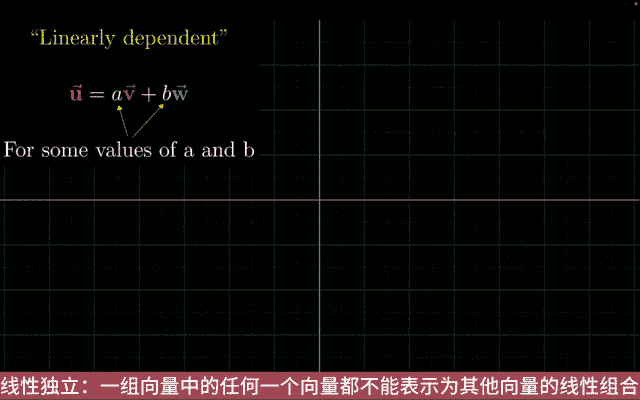 “Linearly dependent”
u⃗ = av⃗ + bw⃗
For some values of a and b
线性独立：一组向量中的任何一个向量都不能表示为其他向量的线性组合